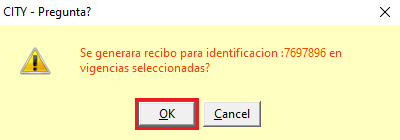 CITY - Pregunta?
Se generara recibo para identificacion :7697896 en
vigencias seleccionadas?
OK
Cancel